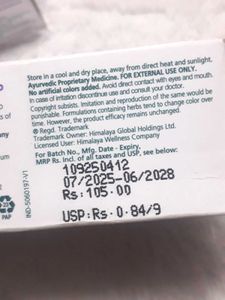 Store in a cool and dry place, away from direct heat and sunlight.
Ayurvedic Proprietary Medicine. FOR EXTERNAL USE ONLY.
No artificial colors added. Avoid direct contact with eyes and mouth.
In case of irritation discontinue use and consult your doctor.
Copyright subsists. Imitation and reproduction of the same would be
punishable. Formulations containing herbs tend to change color over
time. However, the product efficacy remains unchanged.
® Regd. Trademark
Trademark Owner: Himalaya Global Holdings Ltd.
Licensed User: Himalaya Wellness Company
For Batch No., Mfg. Date - Expiry,
MRP Rs. Incl. of all taxes and USP, see below:
109250412
07/2025-06/2028
Rs: 105.00
USP:Rs 0.84/g
IND-5060197-V1
PAP